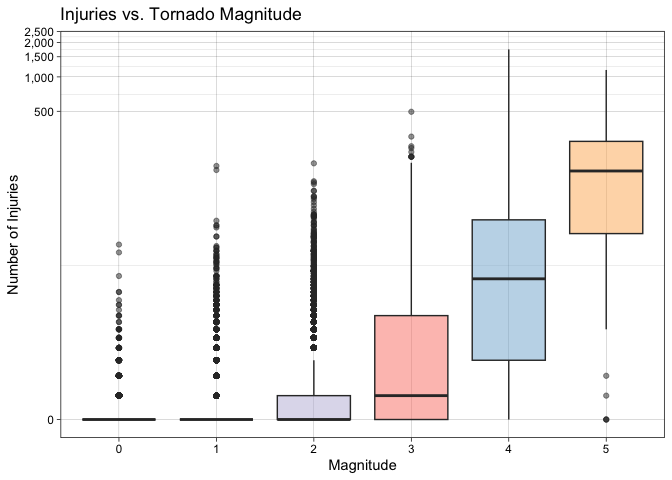 Injuries vs. Tornado Magnitude
2,500
2,000
1,500
1,000
500
0
Number of Injuries
0 1 2 3 4 5
Magnitude